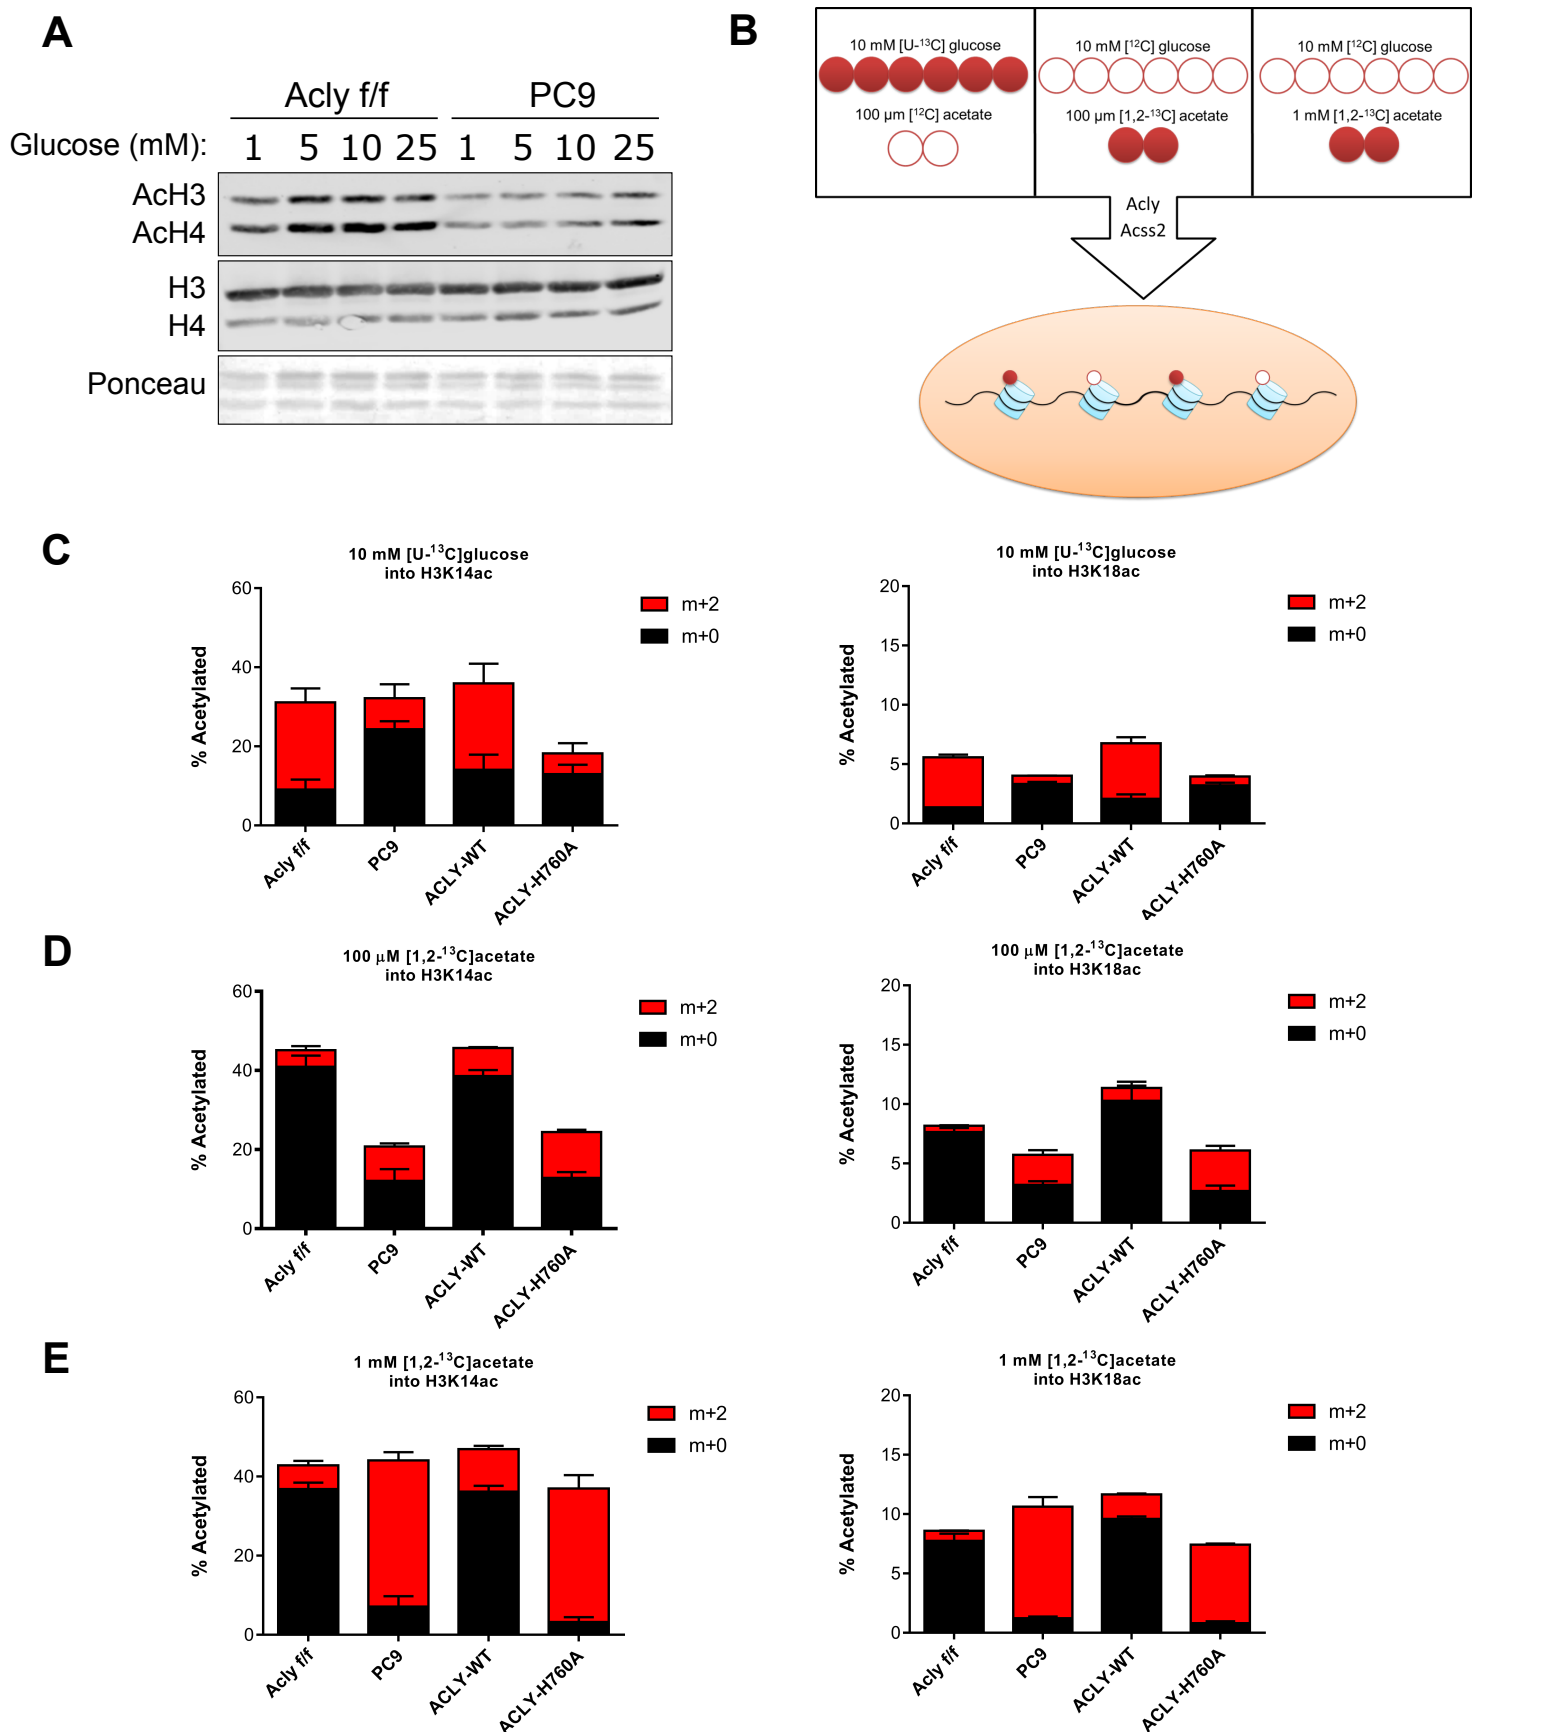 A
Acly f/f PC9
Glucose (mM): 1 5 10 25 1 5 10 25
AcH3
AcH4
H3
H4
Ponceau
B
10 mM [U-¹³C] glucose
100 µm [¹²C] acetate
10 mM [¹²C] glucose
100 µm [1,2-¹³C] acetate
10 mM [¹²C] glucose
1 mM [1,2-¹³C] acetate
Acly
Acss2
C
10 mM [U-¹³C]glucose
into H3K14ac
% Acetylated
60
40
20
0
Acly f/f
PC9
ACLY-WT
ACLY-H760A
m+2
m+0
10 mM [U-¹³C]glucose
into H3K18ac
% Acetylated
20
15
10
5
0
Acly f/f
PC9
ACLY-WT
ACLY-H760A
m+2
m+0
D
100 µM [1,2-¹³C]acetate
into H3K14ac
% Acetylated
60
40
20
0
Acly f/f
PC9
ACLY-WT
ACLY-H760A
m+2
m+0
100 µM [1,2-¹³C]acetate
into H3K18ac
% Acetylated
20
15
10
5
0
Acly f/f
PC9
ACLY-WT
ACLY-H760A
m+2
m+0
E
1 mM [1,2-¹³C]acetate
into H3K14ac
% Acetylated
60
40
20
0
Acly f/f
PC9
ACLY-WT
ACLY-H760A
m+2
m+0
1 mM [1,2-¹³C]acetate
into H3K18ac
% Acetylated
20
15
10
5
0
Acly f/f
PC9
ACLY-WT
ACLY-H760A
m+2
m+0